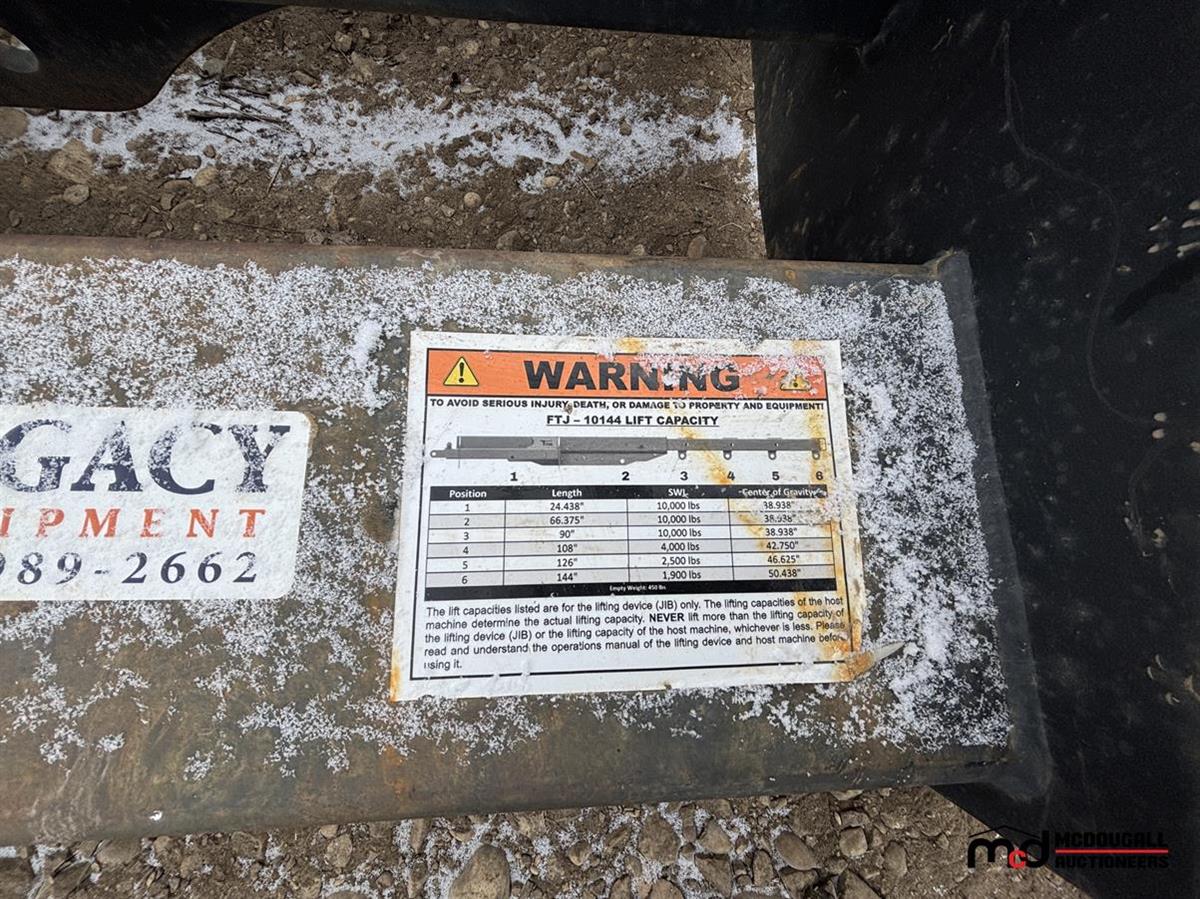 GACY
IPMENT
989-2662
WARNING
TO AVOID SERIOUS INJURY, DEATH, OR DAMAGE TO PROPERTY AND EQUIPMENT!
FTJ – 10144 LIFT CAPACITY
1 2 3 4 5 6
Position Length SWL Center of Gravity
1 24.438" 10,000 lbs 38.938"
2 66.375" 10,000 lbs 38.938"
3 90" 10,000 lbs 38.938"
4 108" 4,000 lbs 42.750"
5 126" 2,500 lbs 46.625"
6 144" 1,900 lbs 50.438"
Empty Weight: 450 lbs
The lift capacities listed are for the lifting device (JIB) only. The lifting capacities of the host
machine determine the actual lifting capacity. NEVER lift more than the lifting capacity of
the lifting device (JIB) or the lifting capacity of the host machine, whichever is less. Please
read and understand the operations manual of the lifting device and host machine before
using it.
mcd MCDOUGALL
AUCTIONEERS